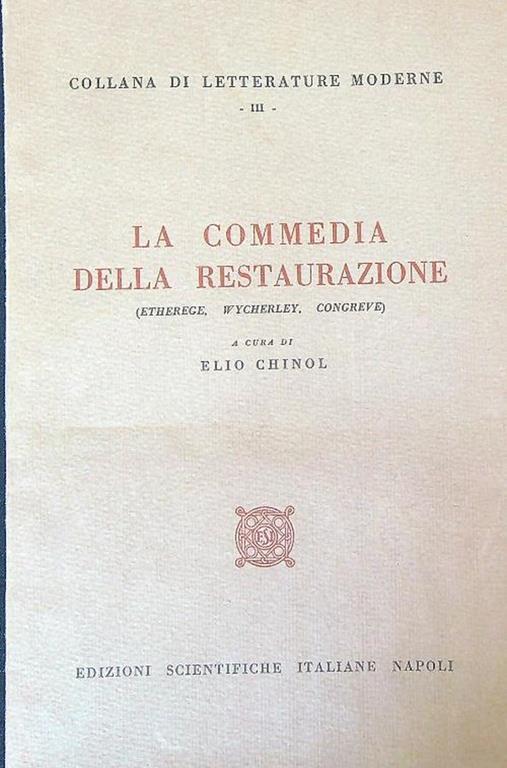 COLLANA DI LETTERATURE MODERNE
- III -
LA COMMEDIA
DELLA RESTAURAZIONE
(ETHEREGE, WYCHERLEY, CONGREVE)
A CURA DI
ELIO CHINOL
ESI
EDIZIONI SCIENTIFICHE ITALIANE NAPOLI